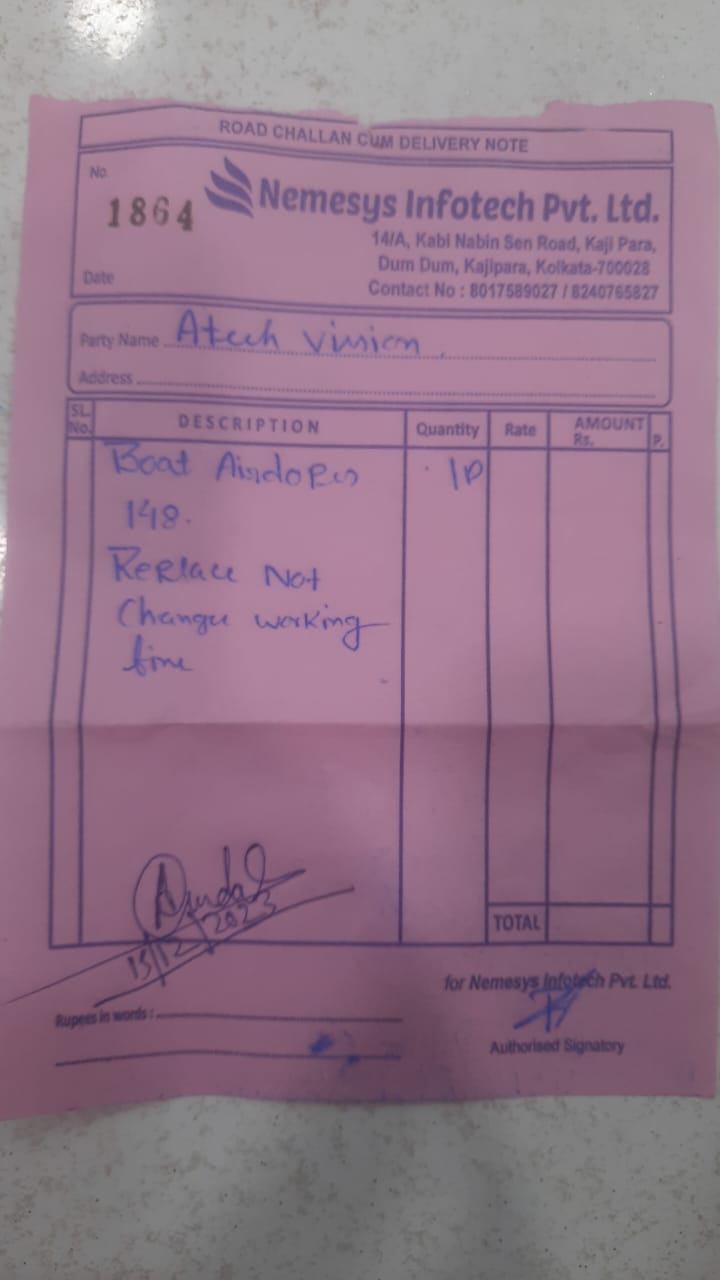 ROAD CHALLAN CUM DELIVERY NOTE
No.
1864
Nemesys Infotech Pvt. Ltd.
14/A, Kabi Nabin Sen Road, Kaji Para,
Dum Dum, Kajipara, Kolkata-700028
Date
Contact No : 8017589027 / 8240765827
Party Name Atech Vission
Address
SL. No. DESCRIPTION Quantity Rate AMOUNT Rs. P.
Boat Airdopes 1P
148.
Replace Not
Change working
time
15/12/2023
TOTAL
for Nemesys Infotech Pvt. Ltd.
Rupees in words :
Authorised Signatory